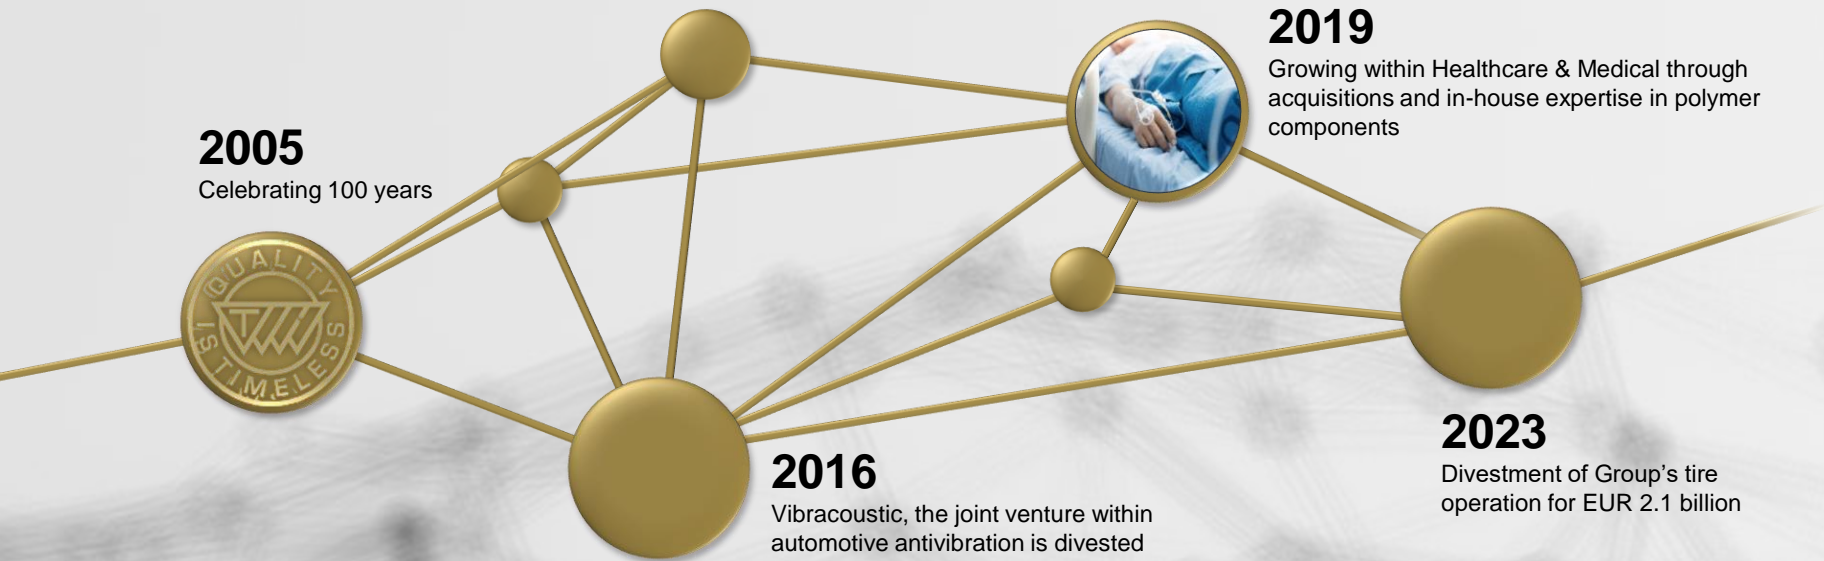 2005
Celebrating 100 years
QUALITY
IS TIMELESS
2016
Vibracoustic, the joint venture within
automotive antivibration is divested
2019
Growing within Healthcare & Medical through
acquisitions and in-house expertise in polymer
components
2023
Divestment of Group’s tire
operation for EUR 2.1 billion